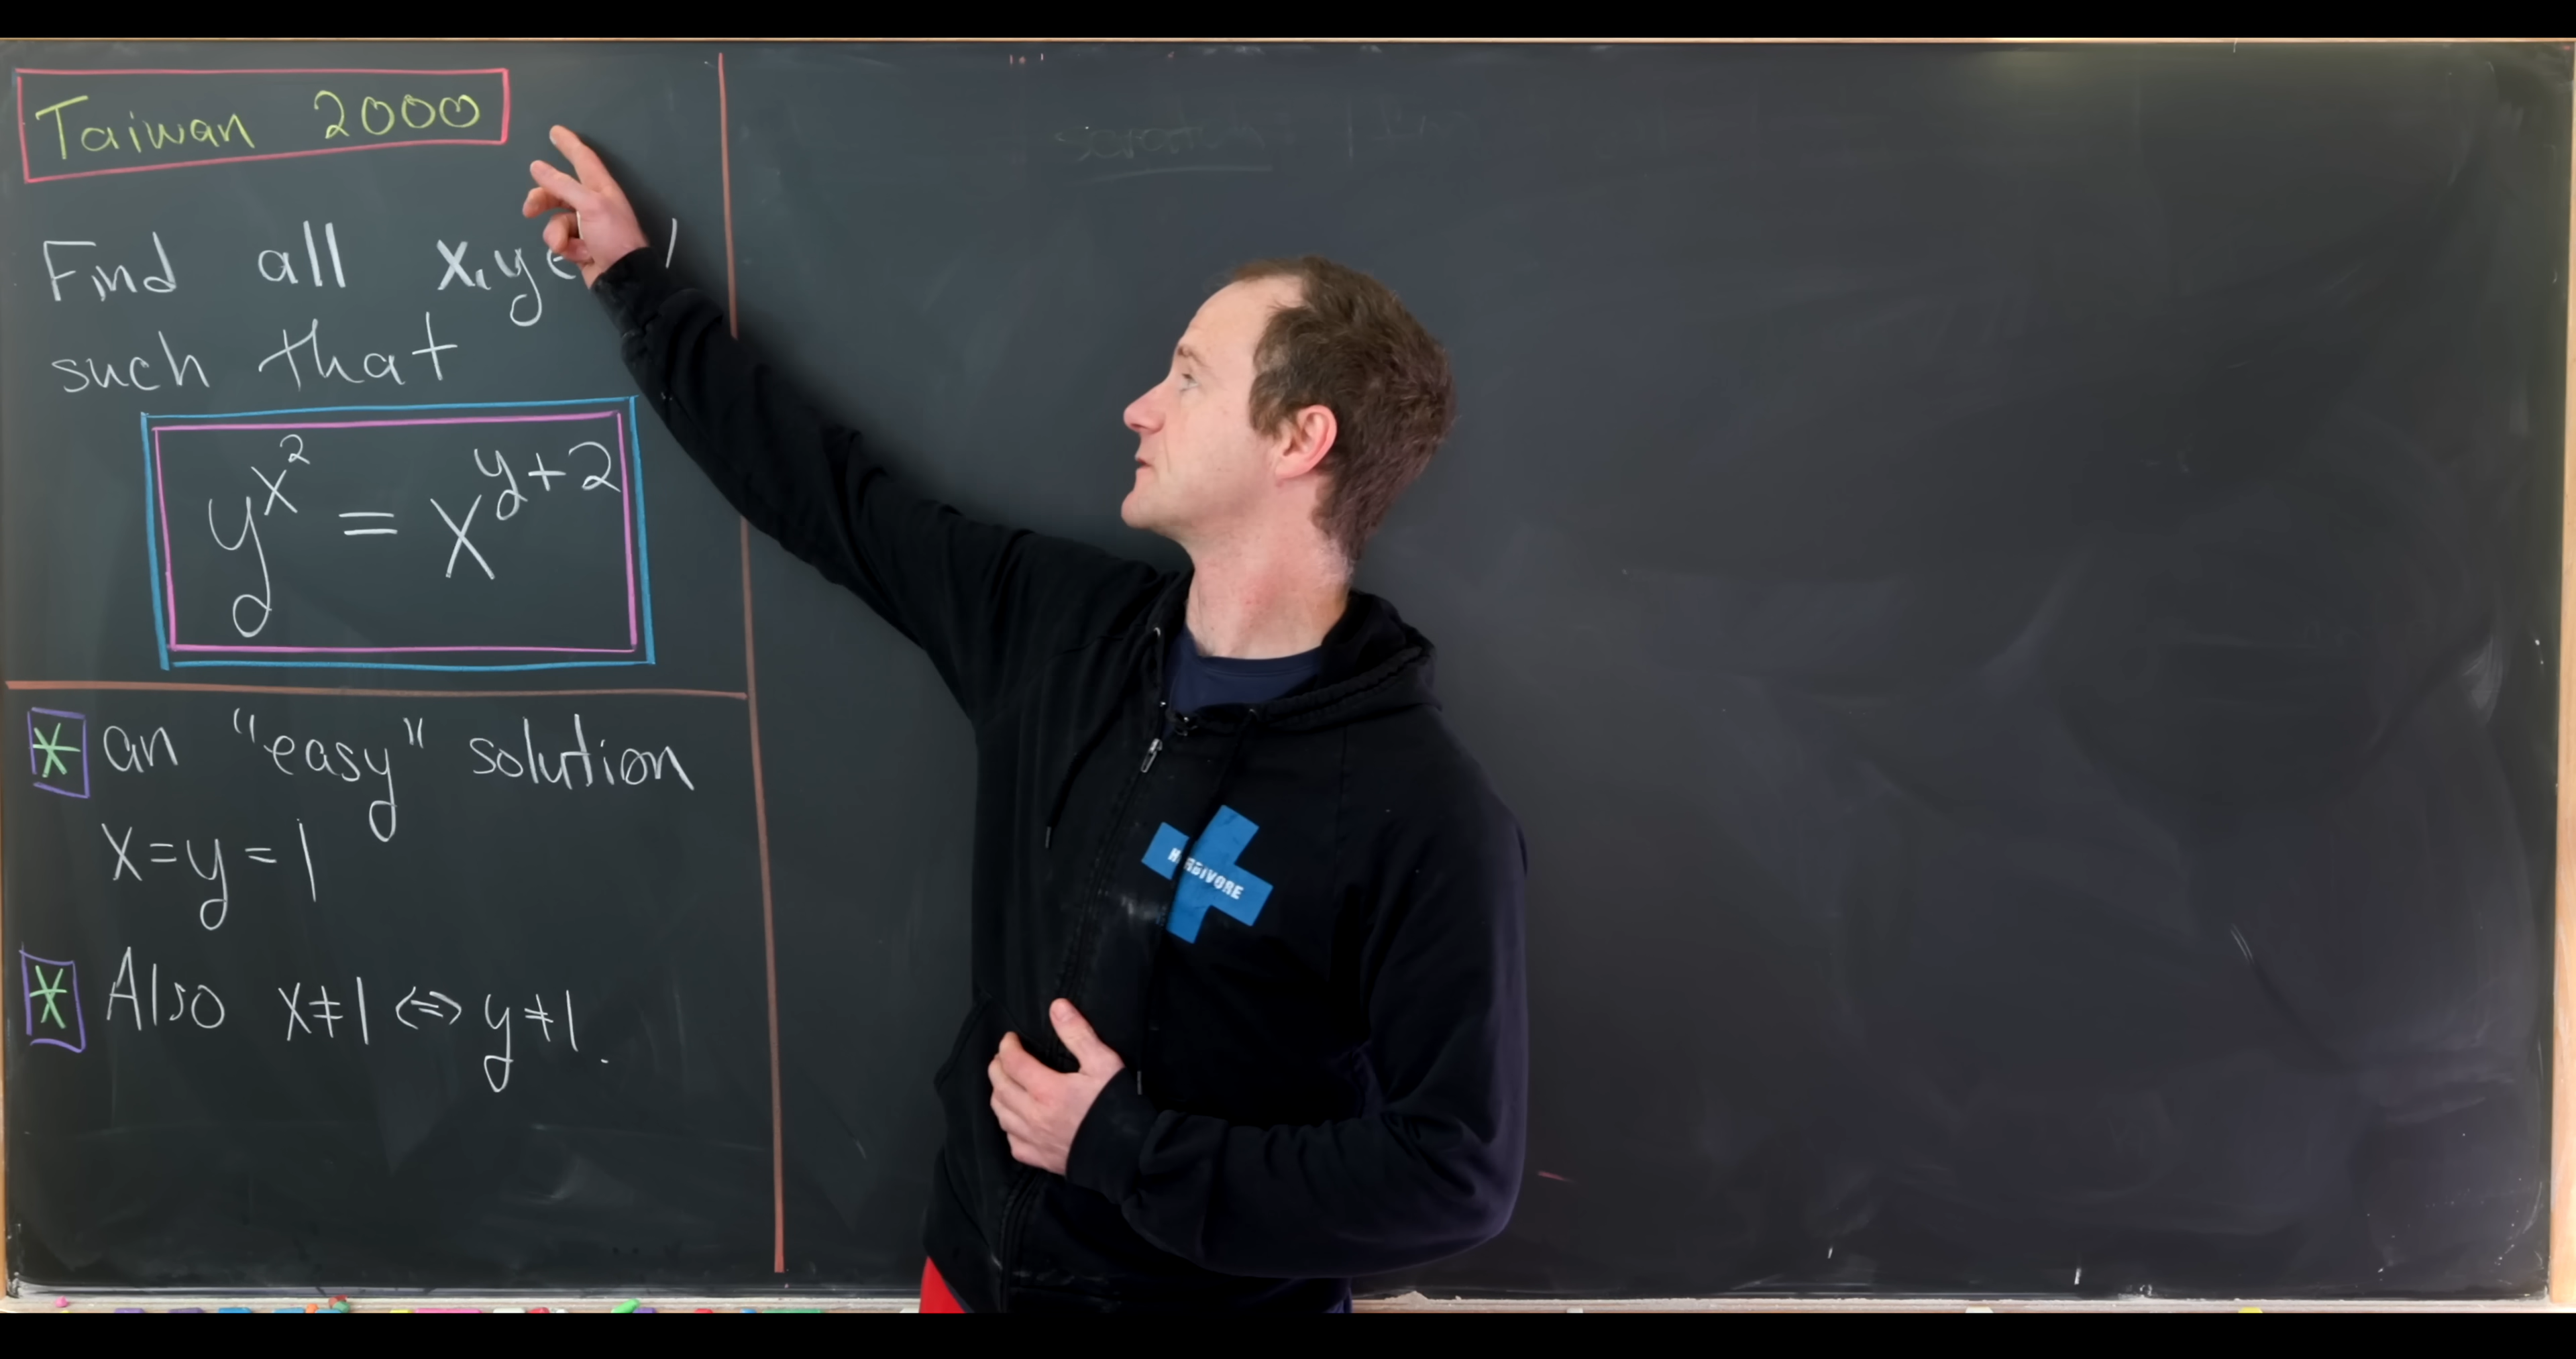 Taiwan 2000
Find all x,y ∈
such that
y^{x^2} = x^{y+2}
* an "easy" solution
x=y=1
* Also x≠1 ⇔ y≠1.